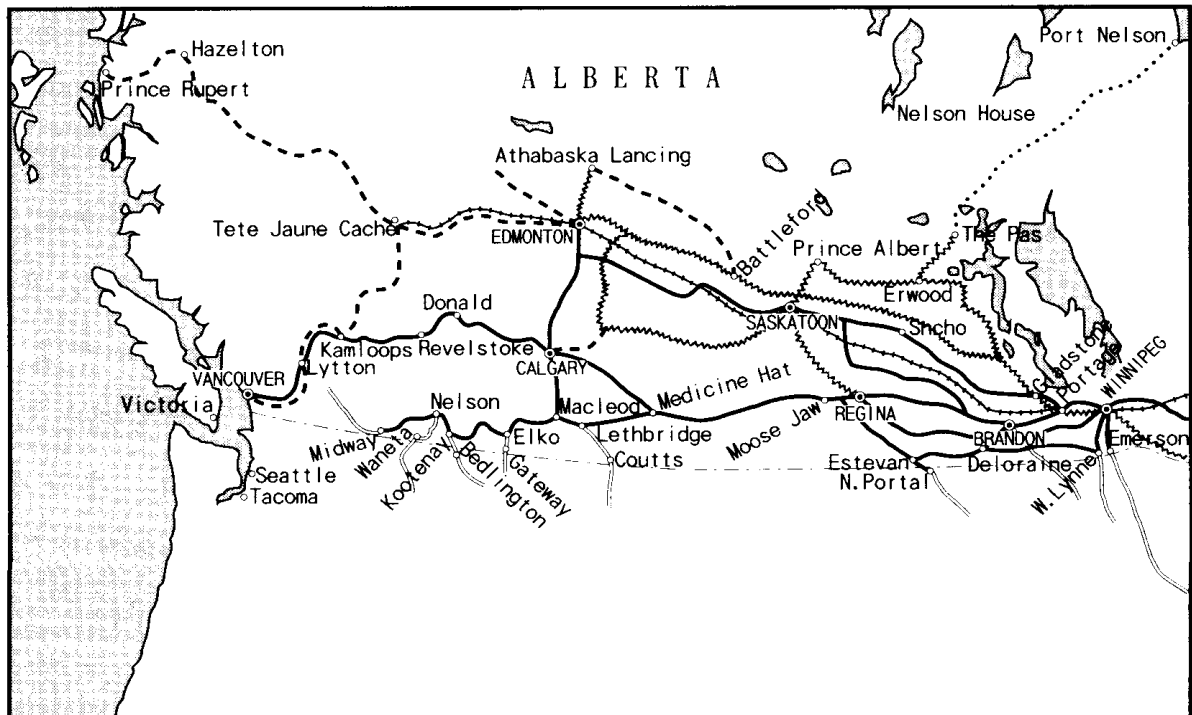 Hazelton
Port Nelson
Prince Rupert
ALBERTA
Nelson House
Athabaska Lancing
Tete Jaune Cache
EDMONTON
Battleford
Prince Albert
The Pas
Erwood
Donald
SASKATOON
Shcho
Kamloops
Revelstoke
Lytton
CALGARY
Gladstone
Portage
WINNIPEG
VANCOUVER
Victoria
Nelson
Macleod
Medicine Hat
Moose Jaw
REGINA
BRANDON
Emerson
Midway
Waneta
Kootenay
Bedlington
Elko
Gateway
Lethbridge
Coutts
Estevan
N.Portal
Deloraine
W.Lynne
Seattle
Tacoma